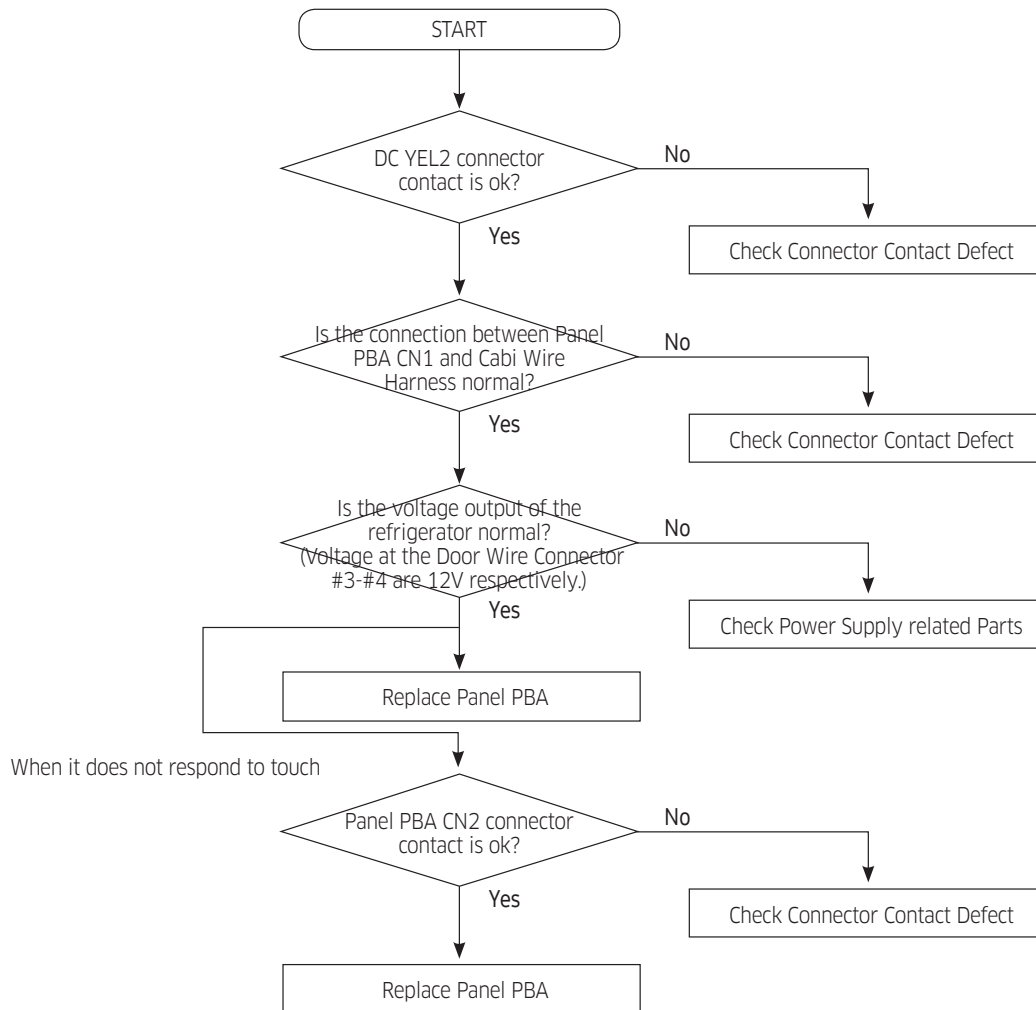 START
DC YEL2 connector
contact is ok?
No
Check Connector Contact Defect
Yes
Is the connection between Panel
PBA CN1 and Cabi Wire
Harness normal?
No
Check Connector Contact Defect
Yes
Is the voltage output of the
refrigerator normal?
(Voltage at the Door Wire Connector
#3-#4 are 12V respectively.)
No
Check Power Supply related Parts
Yes
Replace Panel PBA
When it does not respond to touch
Panel PBA CN2 connector
contact is ok?
No
Check Connector Contact Defect
Yes
Replace Panel PBA